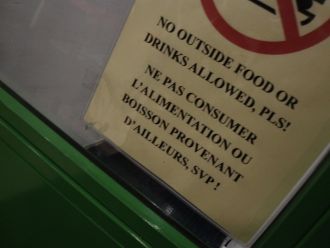 NO OUTSIDE FOOD OR
DRINKS ALLOWED, PLS!
NE PAS CONSUMER
L'ALIMENTATION OU
BOISSON PROVENANT
D'AILLEURS, SVP !